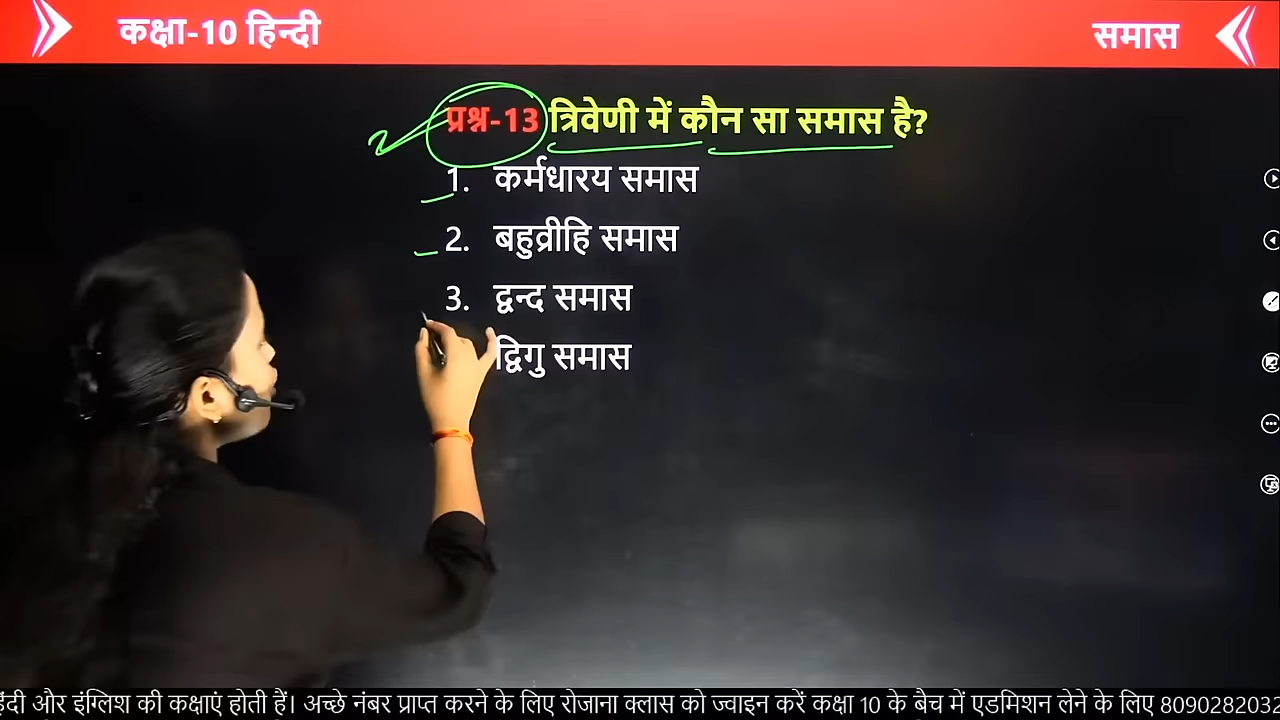 कक्षा-10 हिन्दी
समास
प्रश्न-13 त्रिवेणी में कौन सा समास है?
1. कर्मधारय समास
2. बहुव्रीहि समास
3. द्वन्द समास
द्विगु समास
और इंग्लिश की कक्षाएं होती हैं। अच्छे नंबर प्राप्त करने के लिए रोजाना क्लास को ज्वाइन करें कक्षा 10 के बैच में एडमिशन लेने के लिए 8090282032